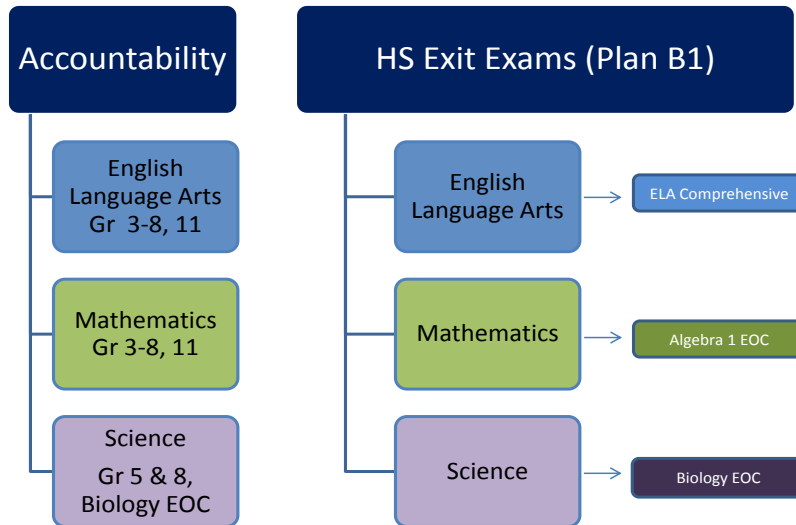 Accountability
English
Language Arts
Gr 3-8, 11
Mathematics
Gr 3-8, 11
Science
Gr 5 & 8,
Biology EOC
HS Exit Exams (Plan B1)
English
Language Arts
ELA Comprehensive
Mathematics
Algebra 1 EOC
Science
Biology EOC